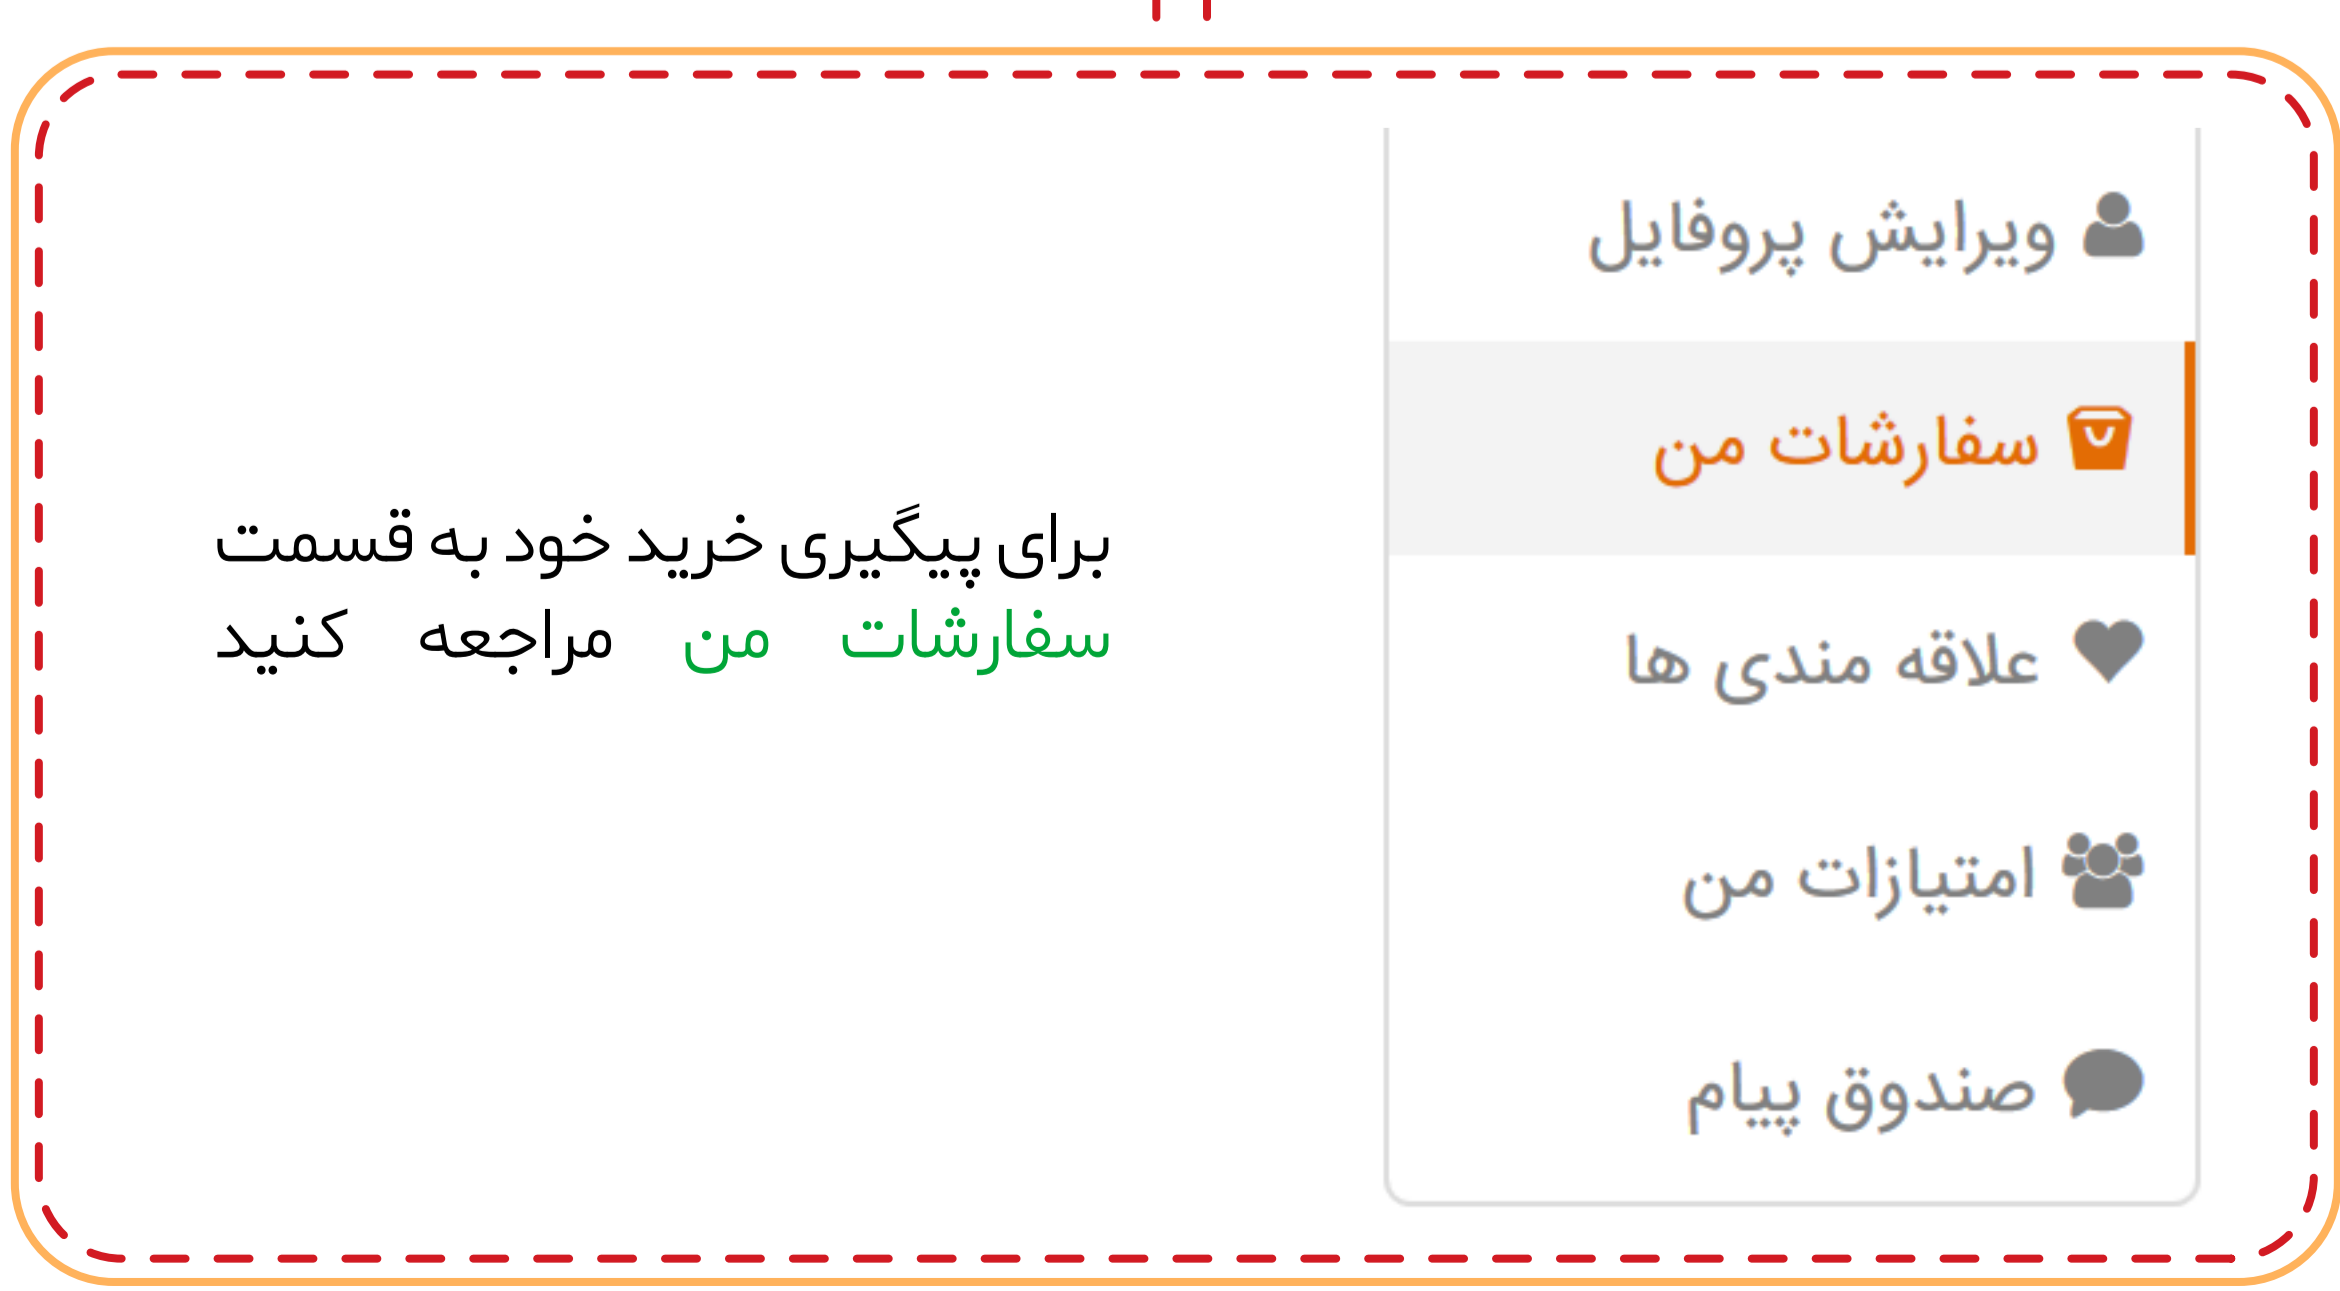 ویرایش پروفایل
سفارشات من
علاقه مندی ها
امتیازات من
صندوق پیام
برای پیگیری خرید خود به قسمت
سفارشات من مراجعه کنید